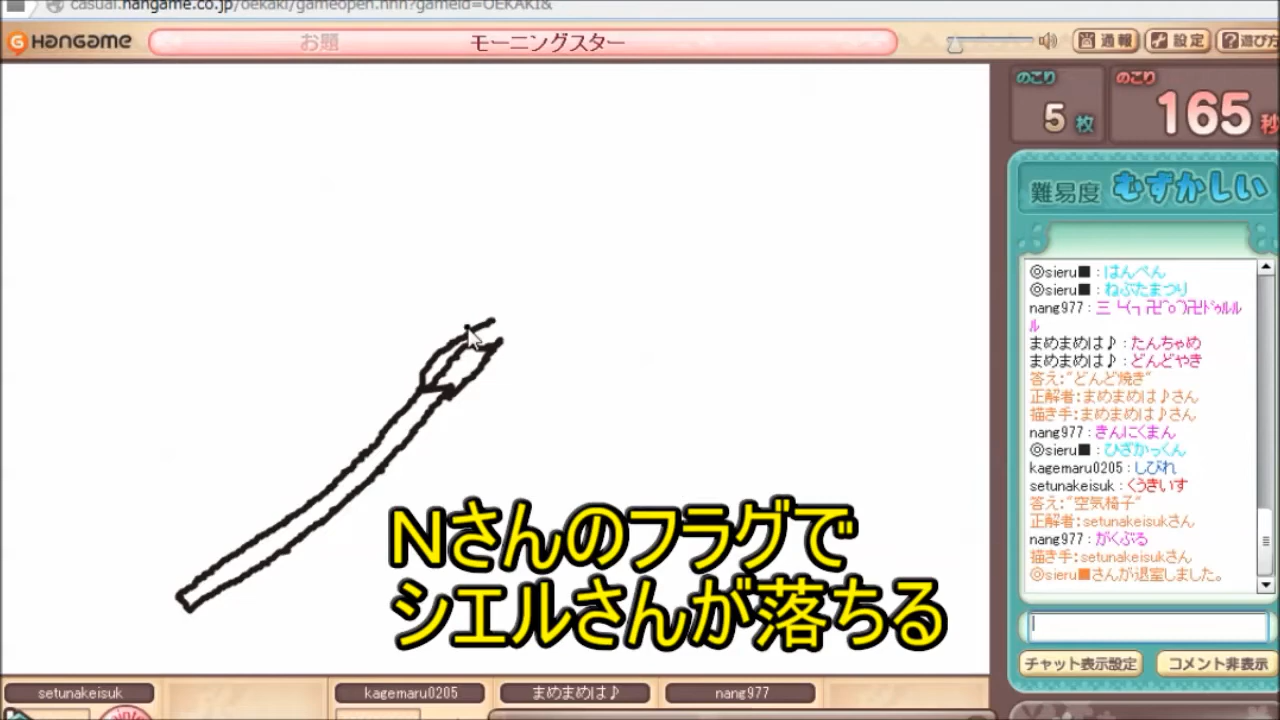 casual.hangame.co.jp/oekaki/gameopen.nhn?gameid=OEKAKI&
HANGAME
お題 モーニングスター
通報
設定
遊び方
のこり
5枚
のこり
165秒
難易度 むずかしい
◎sieru■：はんぺん
◎sieru■：ねぶたまつり
まめまめは♪：たんちゃめ
まめまめは♪：どんどやき
答え:"どんど焼き"
正解者:まめまめは♪さん
描き手:まめまめは♪さん
nang977：きんにくまん
◎sieru■：ひざかっくん
kagemaru0205：しびれ
setunakeisuk：くうきいす
答え:"空気椅子"
正解者:setunakeisukさん
nang977：がくぶる
描き手:setunakeisukさん
◎sieru■さんが退室しました。
Nさんのフラグで
シエルさんが落ちる
チャット表示設定
コメント非表示
setunakeisuk
kagemaru0205
まめまめは♪
nang977